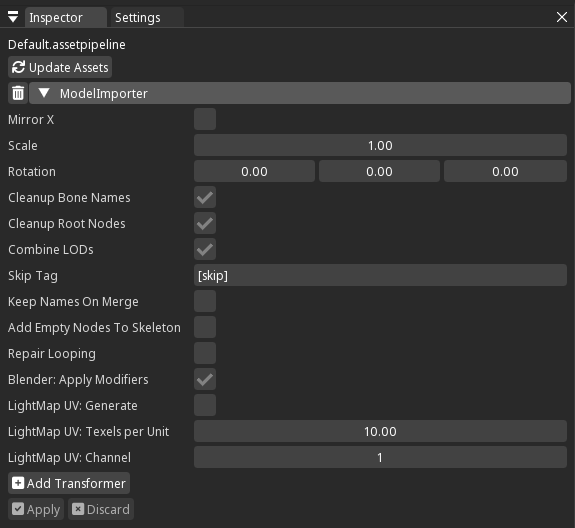 Inspector Settings
Default.assetpipeline
Update Assets
ModelImporter
Mirror X
Scale 1.00
Rotation 0.00 0.00 0.00
Cleanup Bone Names
Cleanup Root Nodes
Combine LODs
Skip Tag [skip]
Keep Names On Merge
Add Empty Nodes To Skeleton
Repair Looping
Blender: Apply Modifiers
LightMap UV: Generate
LightMap UV: Texels per Unit 10.00
LightMap UV: Channel 1
Add Transformer
Apply Discard